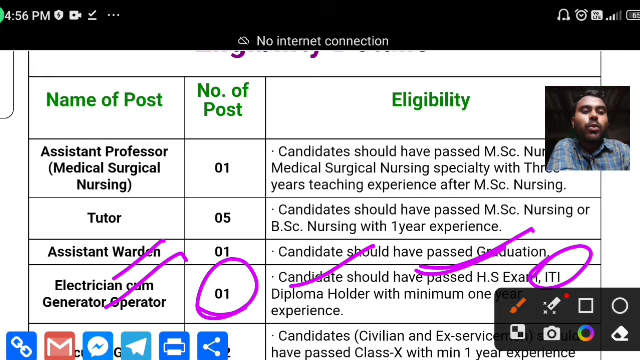 4:56 PM
No internet connection
Name of Post
No. of
Post
Eligibility
Assistant Professor
(Medical Surgical
Nursing)
01
· Candidates should have passed M.Sc.
Medical Surgical Nursing specialty with
years teaching experience after M.Sc. Nursing.
Tutor
05
· Candidates should have passed M.Sc. Nursing or
B.Sc. Nursing with 1year experience.
Assistant Warden
01
· Candidate should have passed Graduation.
Electrician cum
Generator Operator
01
· Candidate should have passed H.S Exam, ITI
Diploma Holder with minimum one year
experience.
· Candidates (Civilian and
have passed Class-X with min 1 year experience